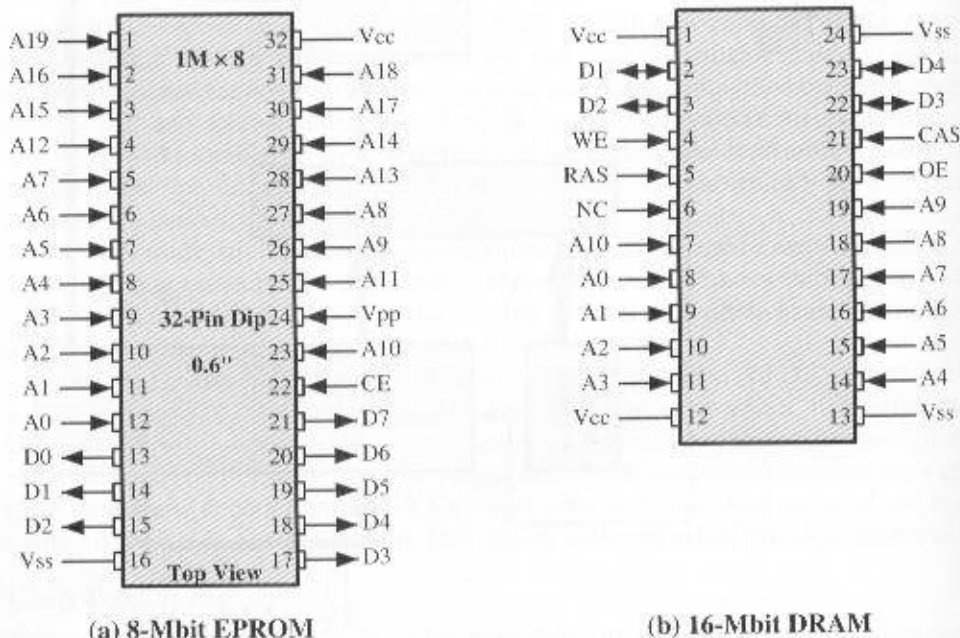 A19 1 1M × 8 32 Vcc
A16 2 31 A18
A15 3 30 A17
A12 4 29 A14
A7 5 28 A13
A6 6 27 A8
A5 7 26 A9
A4 8 25 A11
A3 9 32-Pin Dip 24 Vpp
A2 10 0.6" 23 A10
A1 11 22 CE
A0 12 21 D7
D0 13 20 D6
D1 14 19 D5
D2 15 18 D4
Vss 16 Top View 17 D3
(a) 8-Mbit EPROM
Vcc 1 24 Vss
D1 2 23 D4
D2 3 22 D3
WE 4 21 CAS
RAS 5 20 OE
NC 6 19 A9
A10 7 18 A8
A0 8 17 A7
A1 9 16 A6
A2 10 15 A5
A3 11 14 A4
Vcc 12 13 Vss
(b) 16-Mbit DRAM